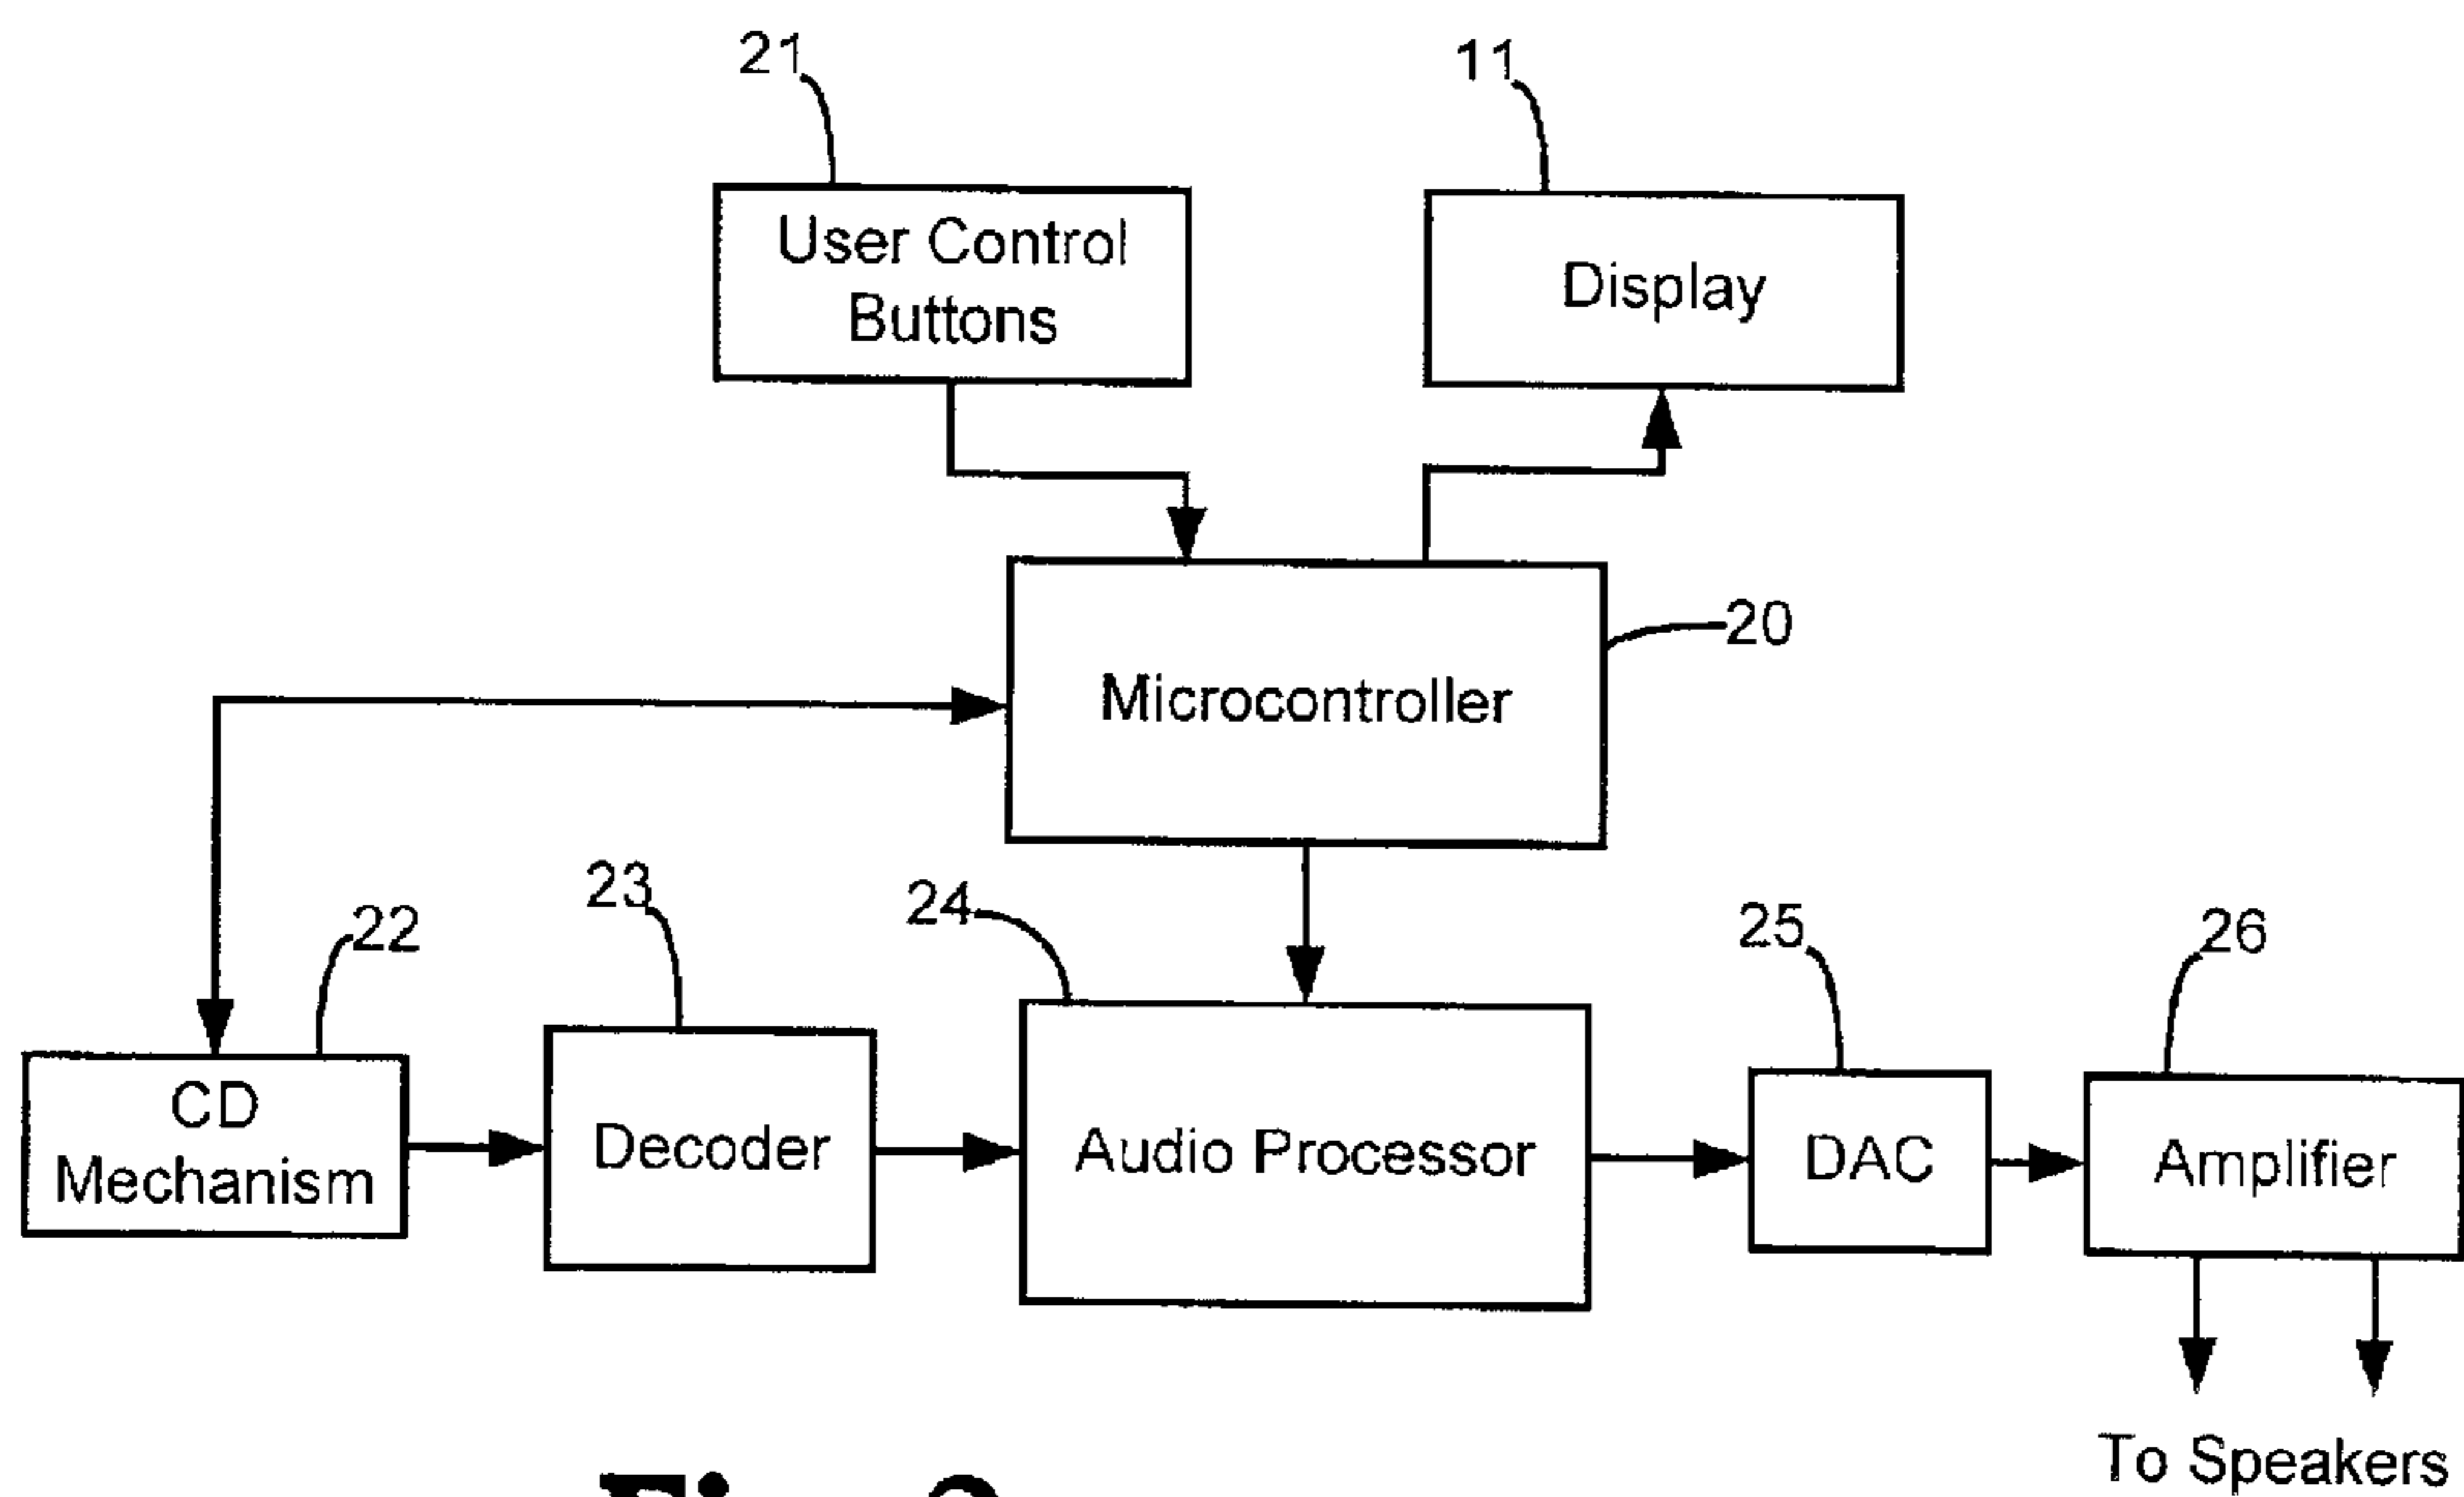 21
11
User Control
Buttons
Display
20
Microcontroller
23
24
22
25
26
CD
Mechanism
Decoder
Audio Processor
DAC
Amplifier
To Speakers